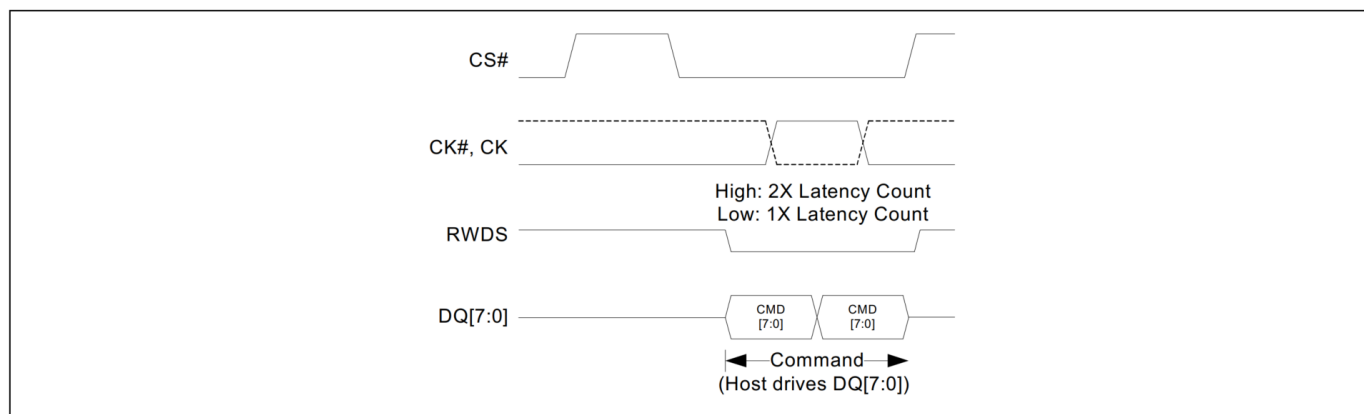 CS#
CK#, CK
High: 2X Latency Count
Low: 1X Latency Count
RWDS
DQ[7:0]
CMD
[7:0]
CMD
[7:0]
Command
(Host drives DQ[7:0])